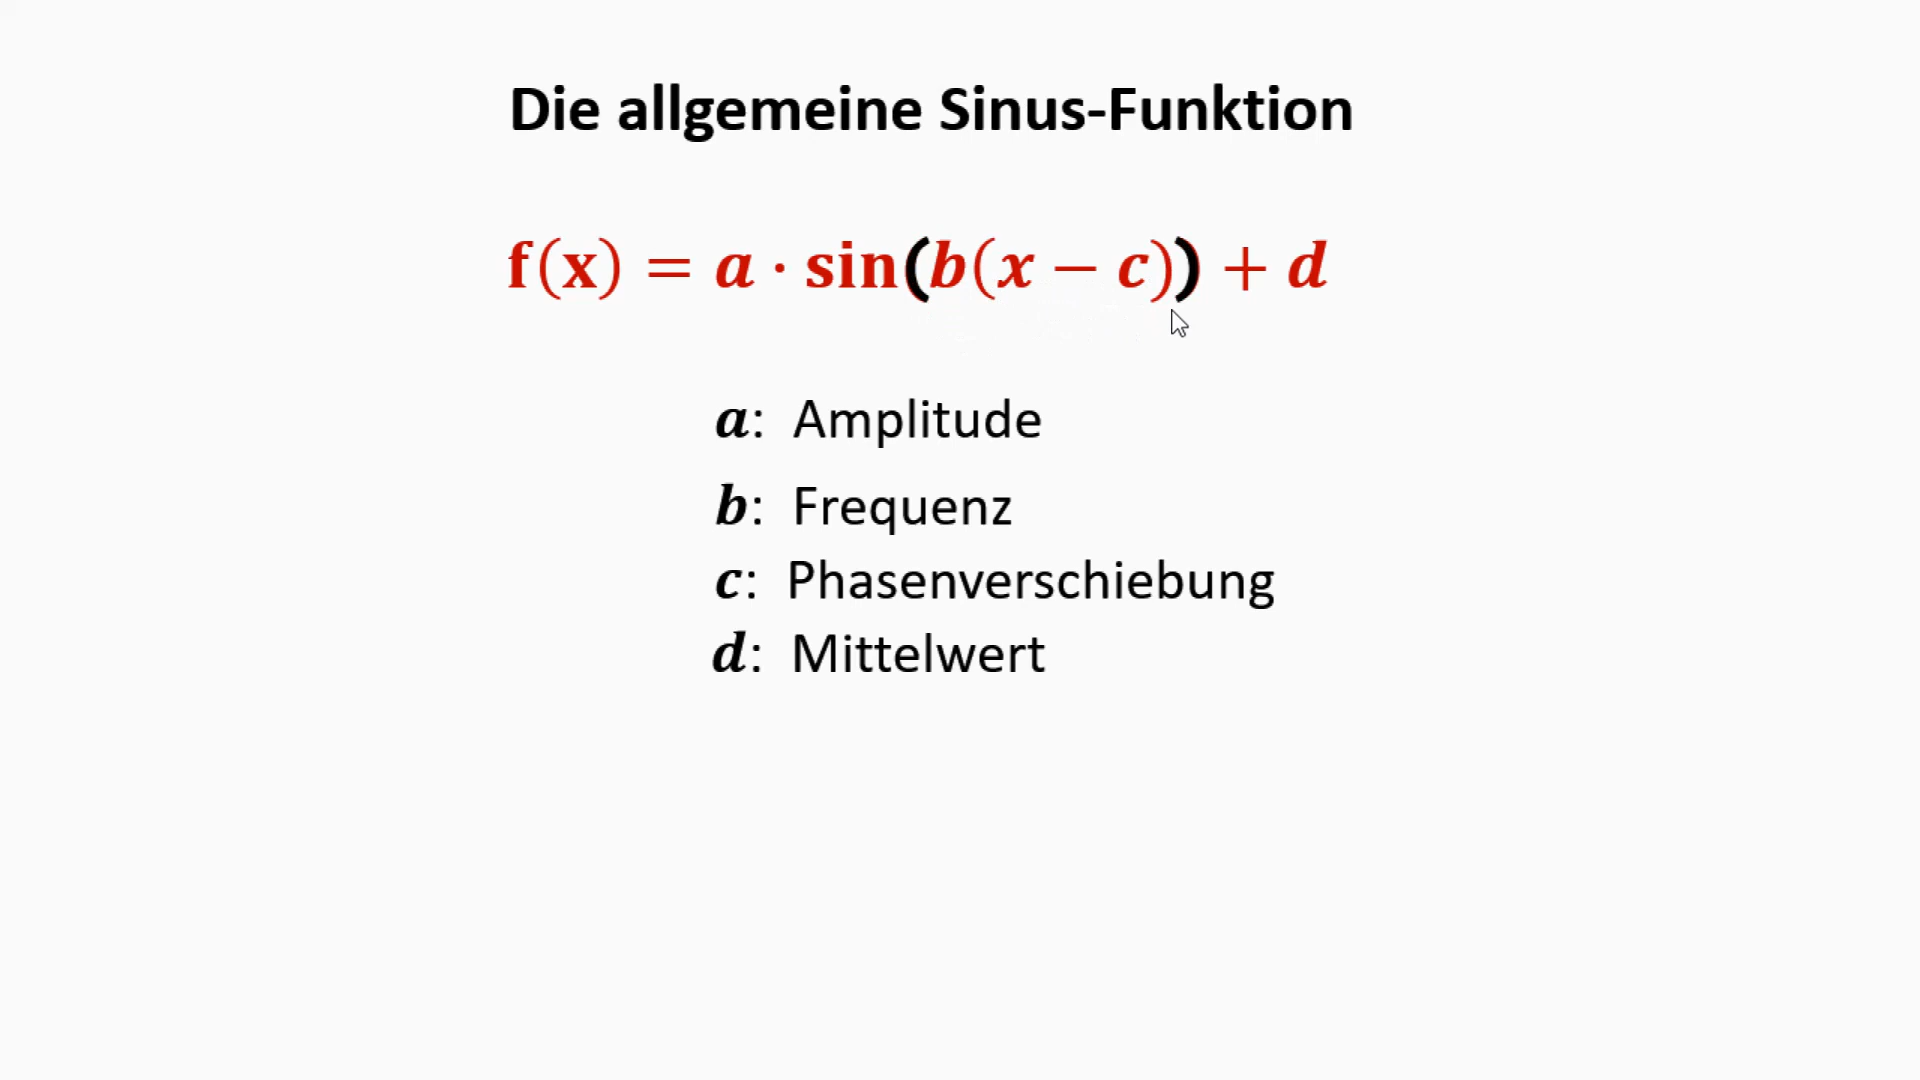 Die allgemeine Sinus-Funktion
f(x) = a · sin(b(x − c)) + d
a: Amplitude
b: Frequenz
c: Phasenverschiebung
d: Mittelwert